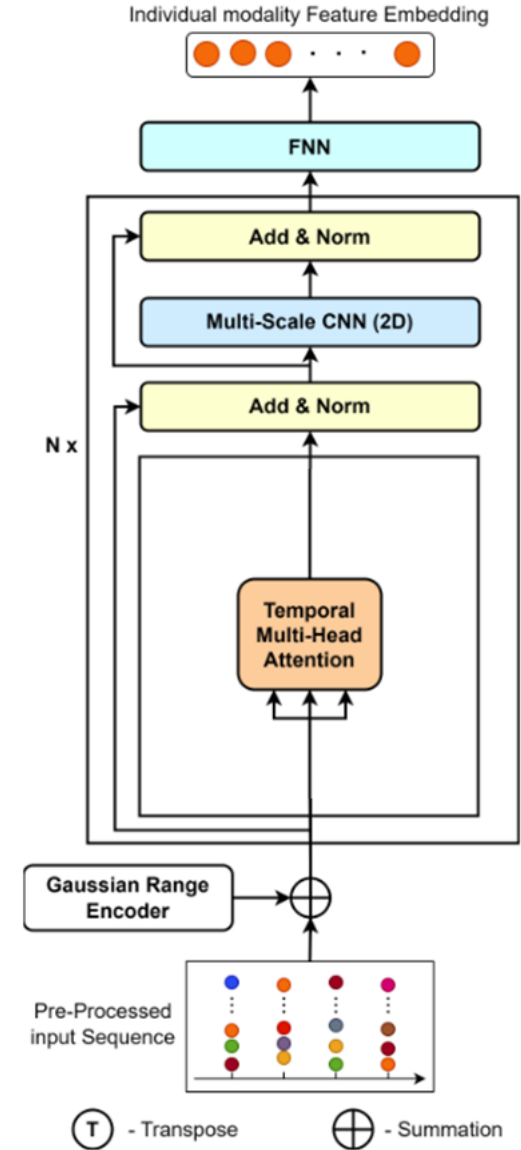 Individual modality Feature Embedding
FNN
Add & Norm
Multi-Scale CNN (2D)
Add & Norm
N x
Temporal
Multi-Head
Attention
Gaussian Range
Encoder
Pre-Processed
input Sequence
T - Transpose
- Summation